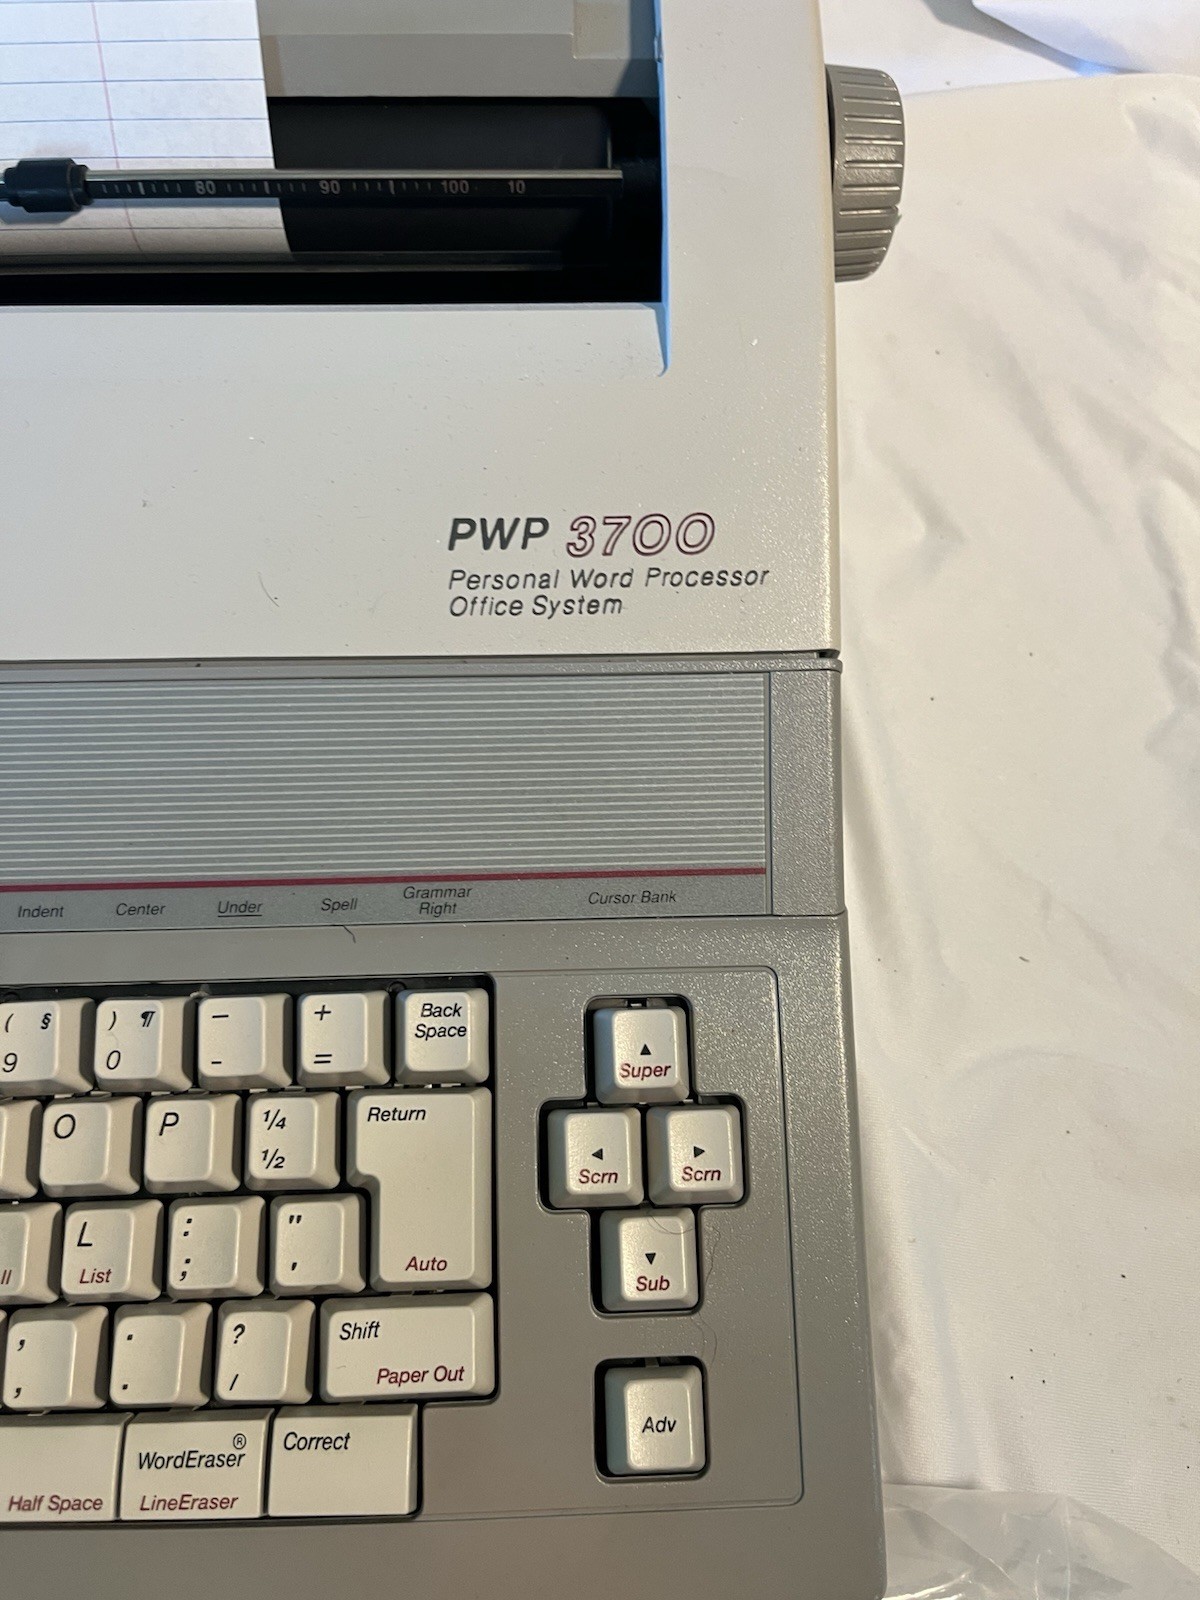 80 90 100 10
PWP 3700
Personal Word Processor
Office System
Indent Center Under Spell Grammar Right Cursor Bank
( §
9
) ¶
0
–
-
+
=
Back
Space
▲
Super
O
P
1/4
1/2
Return
Auto
◄
Scrn
►
Scrn
ll
L
List
:
;
"
'
▼
Sub
,
,
.
.
?
/
Shift
Paper Out
Adv
Half Space
WordEraser®
LineEraser
Correct